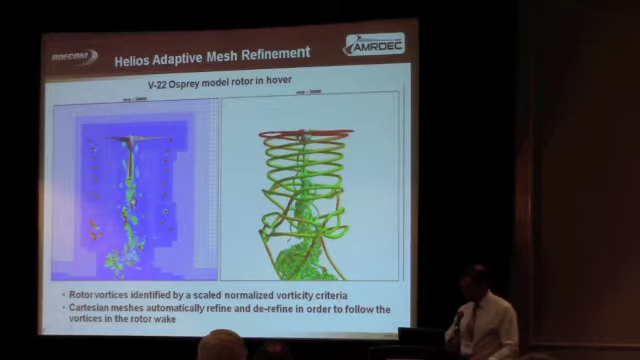 RDECOM
Helios Adaptive Mesh Refinement
AMRDEC
V-22 Osprey model rotor in hover
• Rotor vortices identified by a scaled normalized vorticity criteria
• Cartesian meshes automatically refine and de-refine in order to follow the
vortices in the rotor wake